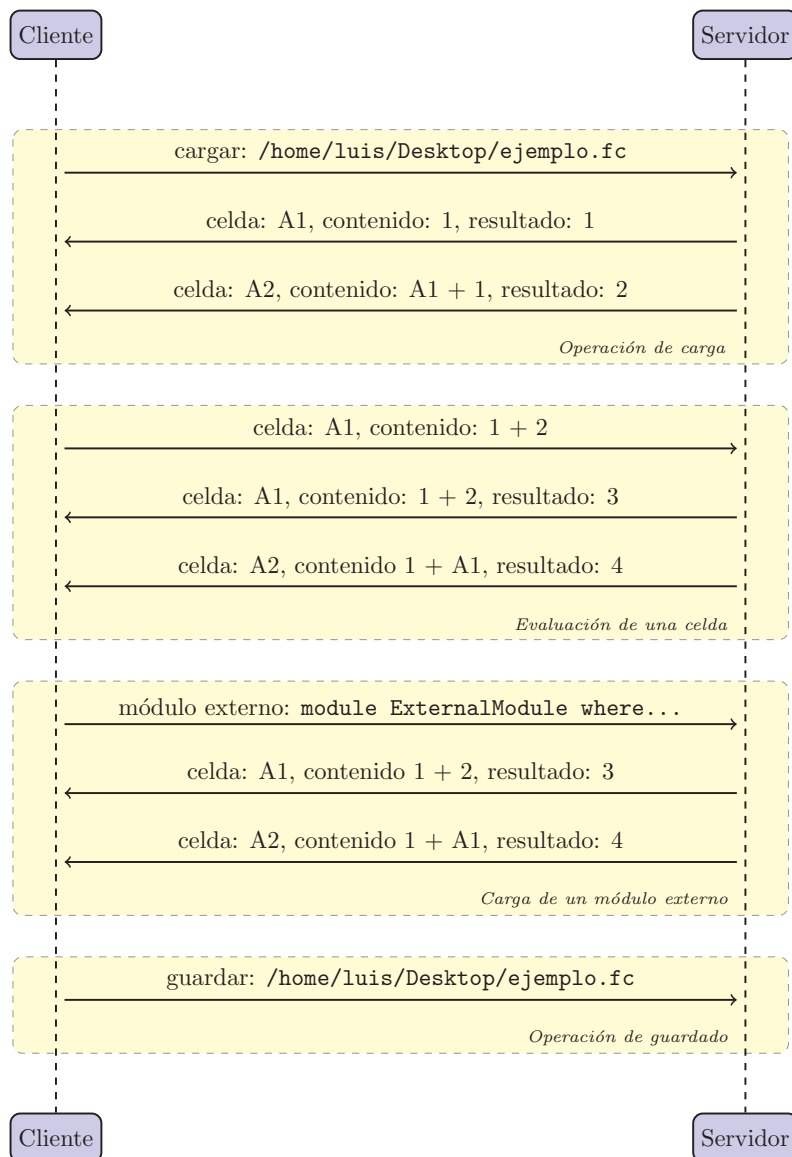 Cliente Servidor
cargar: /home/luis/Desktop/ejemplo.fc
celda: A1, contenido: 1, resultado: 1
celda: A2, contenido: A1 + 1, resultado: 2
Operación de carga
celda: A1, contenido: 1 + 2
celda: A1, contenido: 1 + 2, resultado: 3
celda: A2, contenido 1 + A1, resultado: 4
Evaluación de una celda
módulo externo: module ExternalModule where...
celda: A1, contenido 1 + 2, resultado: 3
celda: A2, contenido 1 + A1, resultado: 4
Carga de un módulo externo
guardar: /home/luis/Desktop/ejemplo.fc
Operación de guardado
Cliente Servidor